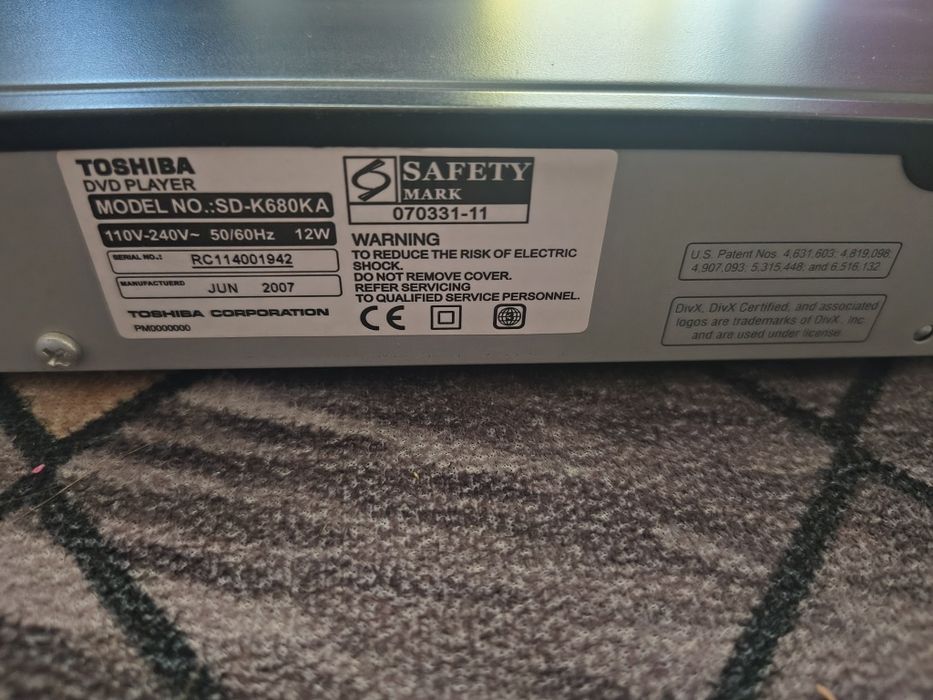 TOSHIBA
DVD PLAYER
MODEL NO.:SD-K680KA
110V-240V~ 50/60Hz 12W
SERIAL NO.: RC114001942
MANUFACTUERD JUN 2007
TOSHIBA CORPORATION
PM0000000
SAFETY
MARK
070331-11
WARNING
TO REDUCE THE RISK OF ELECTRIC
SHOCK.
DO NOT REMOVE COVER.
REFER SERVICING
TO QUALIFIED SERVICE PERSONNEL.
CE
U.S. Patent Nos. 4,631,603; 4,819,098;
4,907,093; 5,315,448; and 6,516,132
DivX, DivX Certified, and associated
logos are trademarks of DivX, Inc.
and are used under license.